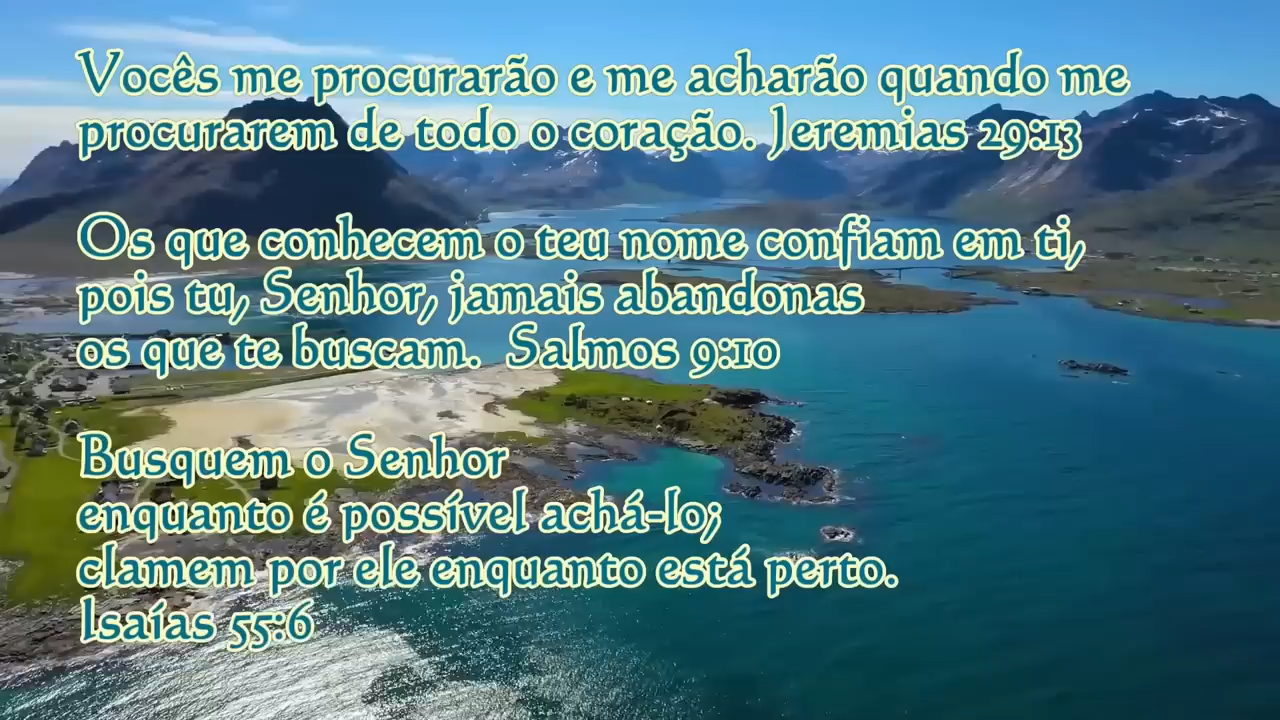 Vocês me procurarão e me acharão quando me
procurarem de todo o coração. Jeremias 29:13
Os que conhecem o teu nome confiam em ti,
pois tu, Senhor, jamais abandonas
os que te buscam. Salmos 9:10
Busquem o Senhor
enquanto é possível achá-lo;
clamem por ele enquanto está perto.
Isaías 55:6